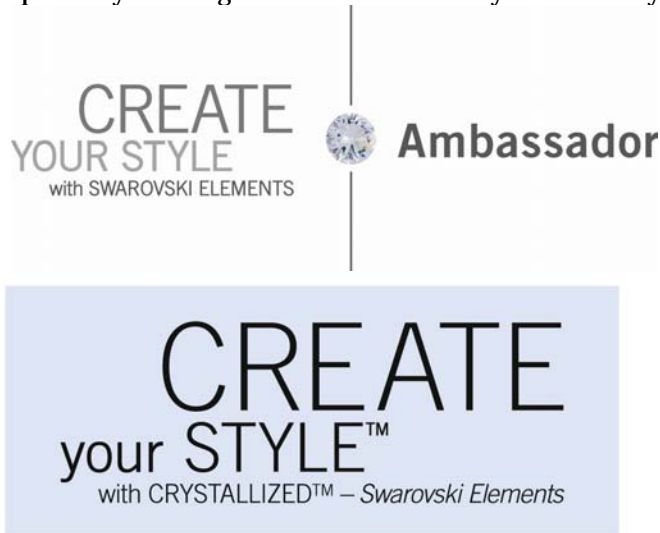 CREATE
YOUR STYLE
with SWAROVSKI ELEMENTS
Ambassador
CREATE
your STYLE™
with CRYSTALLIZED™ – Swarovski Elements